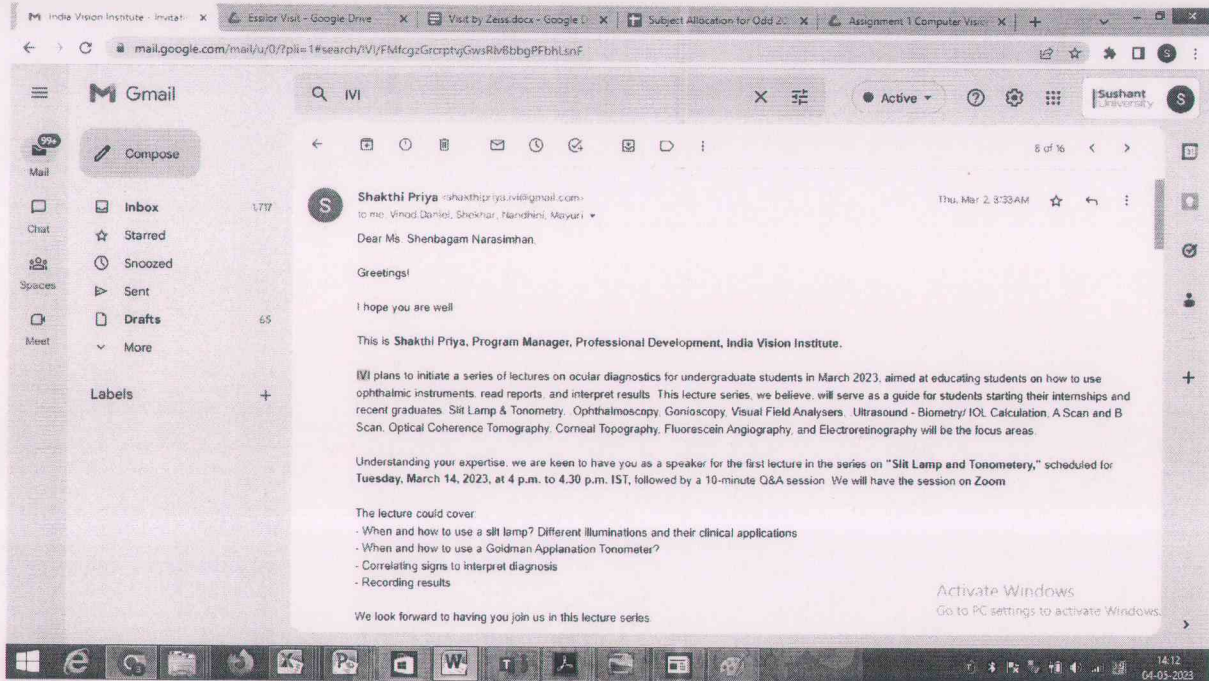 India Vision Institute - Invitat
Essilor Visit - Google Drive
Visit by Zeiss.docx - Google D
Subject Allocation for Odd 20
Assignment 1 Computer Visio
mail.google.com/mail/u/0/?pli=1#search/IVI/
Gmail
IVI
Active
Sushant
University
S
99+
Mail
Chat
Spaces
Meet
Compose
Inbox 1,717
Starred
Snoozed
Sent
Drafts 65
More
Labels
8 of 16
Shakthi Priya <shakthipriya.ivi@gmail.com>
Thu, Mar 2, 8:33 AM
to me, Vinod.Daniel, Shekhar, Nandhini, Mayuri
Dear Ms. Shenbagam Narasimhan,
Greetings!
I hope you are well
This is Shakthi Priya, Program Manager, Professional Development, India Vision Institute.
IVI plans to initiate a series of lectures on ocular diagnostics for undergraduate students in March 2023, aimed at educating students on how to use
ophthalmic instruments, read reports, and interpret results. This lecture series, we believe, will serve as a guide for students starting their internships and
recent graduates. Slit Lamp & Tonometry, Ophthalmoscopy, Gonioscopy, Visual Field Analysers, Ultrasound - Biometry/ IOL Calculation, A Scan and B
Scan, Optical Coherence Tomography, Corneal Topography, Fluorescein Angiography, and Electroretinography will be the focus areas.
Understanding your expertise, we are keen to have you as a speaker for the first lecture in the series on "Slit Lamp and Tonometery," scheduled for
Tuesday, March 14, 2023, at 4 p.m. to 4.30 p.m. IST, followed by a 10-minute Q&A session. We will have the session on Zoom.
The lecture could cover:
- When and how to use a slit lamp? Different illuminations and their clinical applications
- When and how to use a Goldman Applanation Tonometer?
- Correlating signs to interpret diagnosis
- Recording results
We look forward to having you join us in this lecture series.
Activate Windows
Go to PC settings to activate Windows.
14:12
04-05-2023